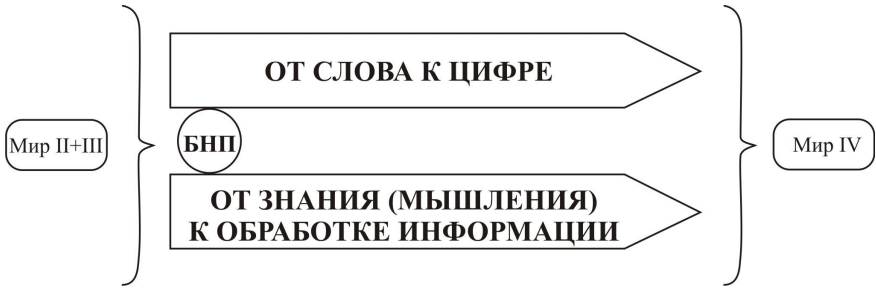 ОТ СЛОВА К ЦИФРЕ
Мир II+III
БНП
Мир IV
ОТ ЗНАНИЯ (МЫШЛЕНИЯ)
К ОБРАБОТКЕ ИНФОРМАЦИИ